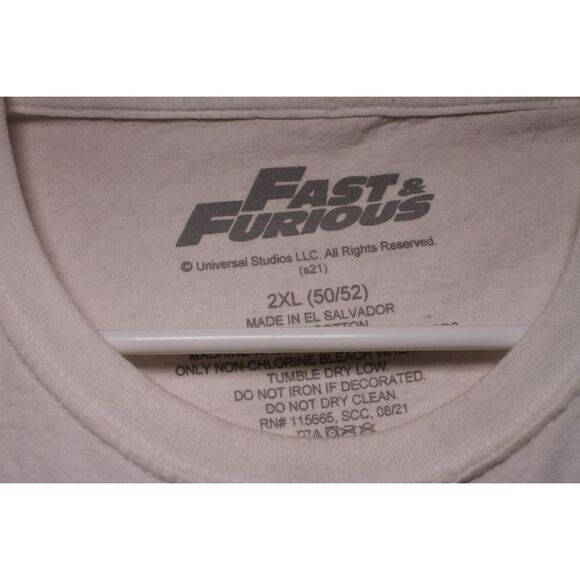 FAST &
FURIOUS
© Universal Studios LLC. All Rights Reserved.
(s21)
2XL (50/52)
MADE IN EL SALVADOR
COTTON
MACHINE
ONLY NON-CHLORINE BLEACH WHEN
TUMBLE DRY LOW.
DO NOT IRON IF DECORATED.
DO NOT DRY CLEAN.
RN# 115665, SCC, 08/21